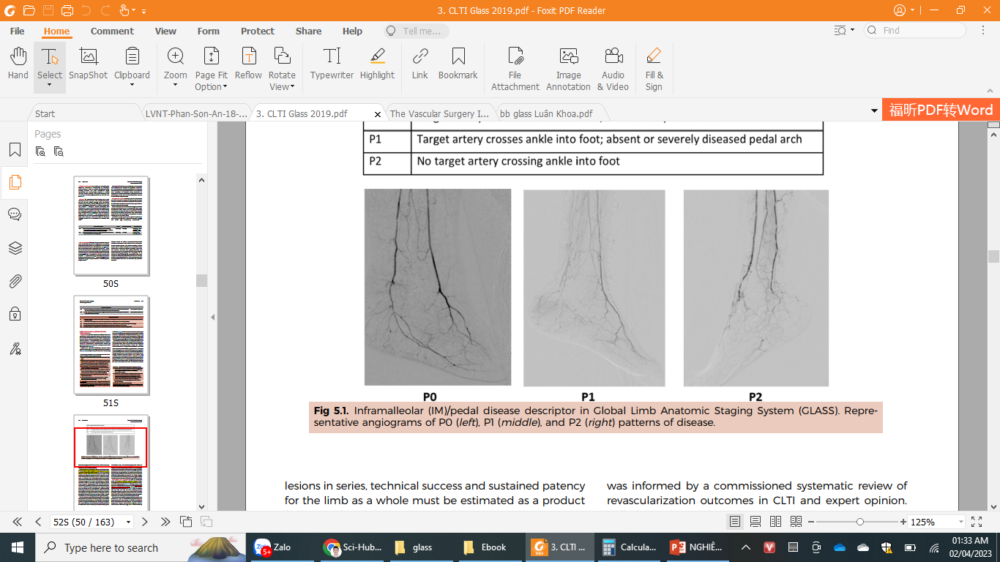 3. CLTI Glass 2019.pdf - Foxit PDF Reader
File Home Comment View Form Protect Share Help Tell me... Find
Hand Select SnapShot Clipboard Zoom Page Fit Option Reflow Rotate View Typewriter Highlight Link Bookmark File Attachment Image Annotation Audio & Video Fill & Sign
Start LVNT-Phan-Son-An-18-... 3. CLTI Glass 2019.pdf The Vascular Surgery I... bb glass Luân Khoa.pdf 福昕PDF转Word
Pages
50S
51S
P1 Target artery crosses ankle into foot; absent or severely diseased pedal arch
P2 No target artery crossing ankle into foot
P0 P1 P2
Fig 5.1. Inframalleolar (IM)/pedal disease descriptor in Global Limb Anatomic Staging System (GLASS). Repre-
sentative angiograms of P0 (left), P1 (middle), and P2 (right) patterns of disease.
lesions in series, technical success and sustained patency
for the limb as a whole must be estimated as a product
was informed by a commissioned systematic review of
revascularization outcomes in CLTI and expert opinion.
52S (50 / 163) 125%
Type here to search Zalo 5+ Sci-Hub... glass Ebook 3. CLTI ... Calcula... NGHIÊ... 01:33 AM
02/04/2023